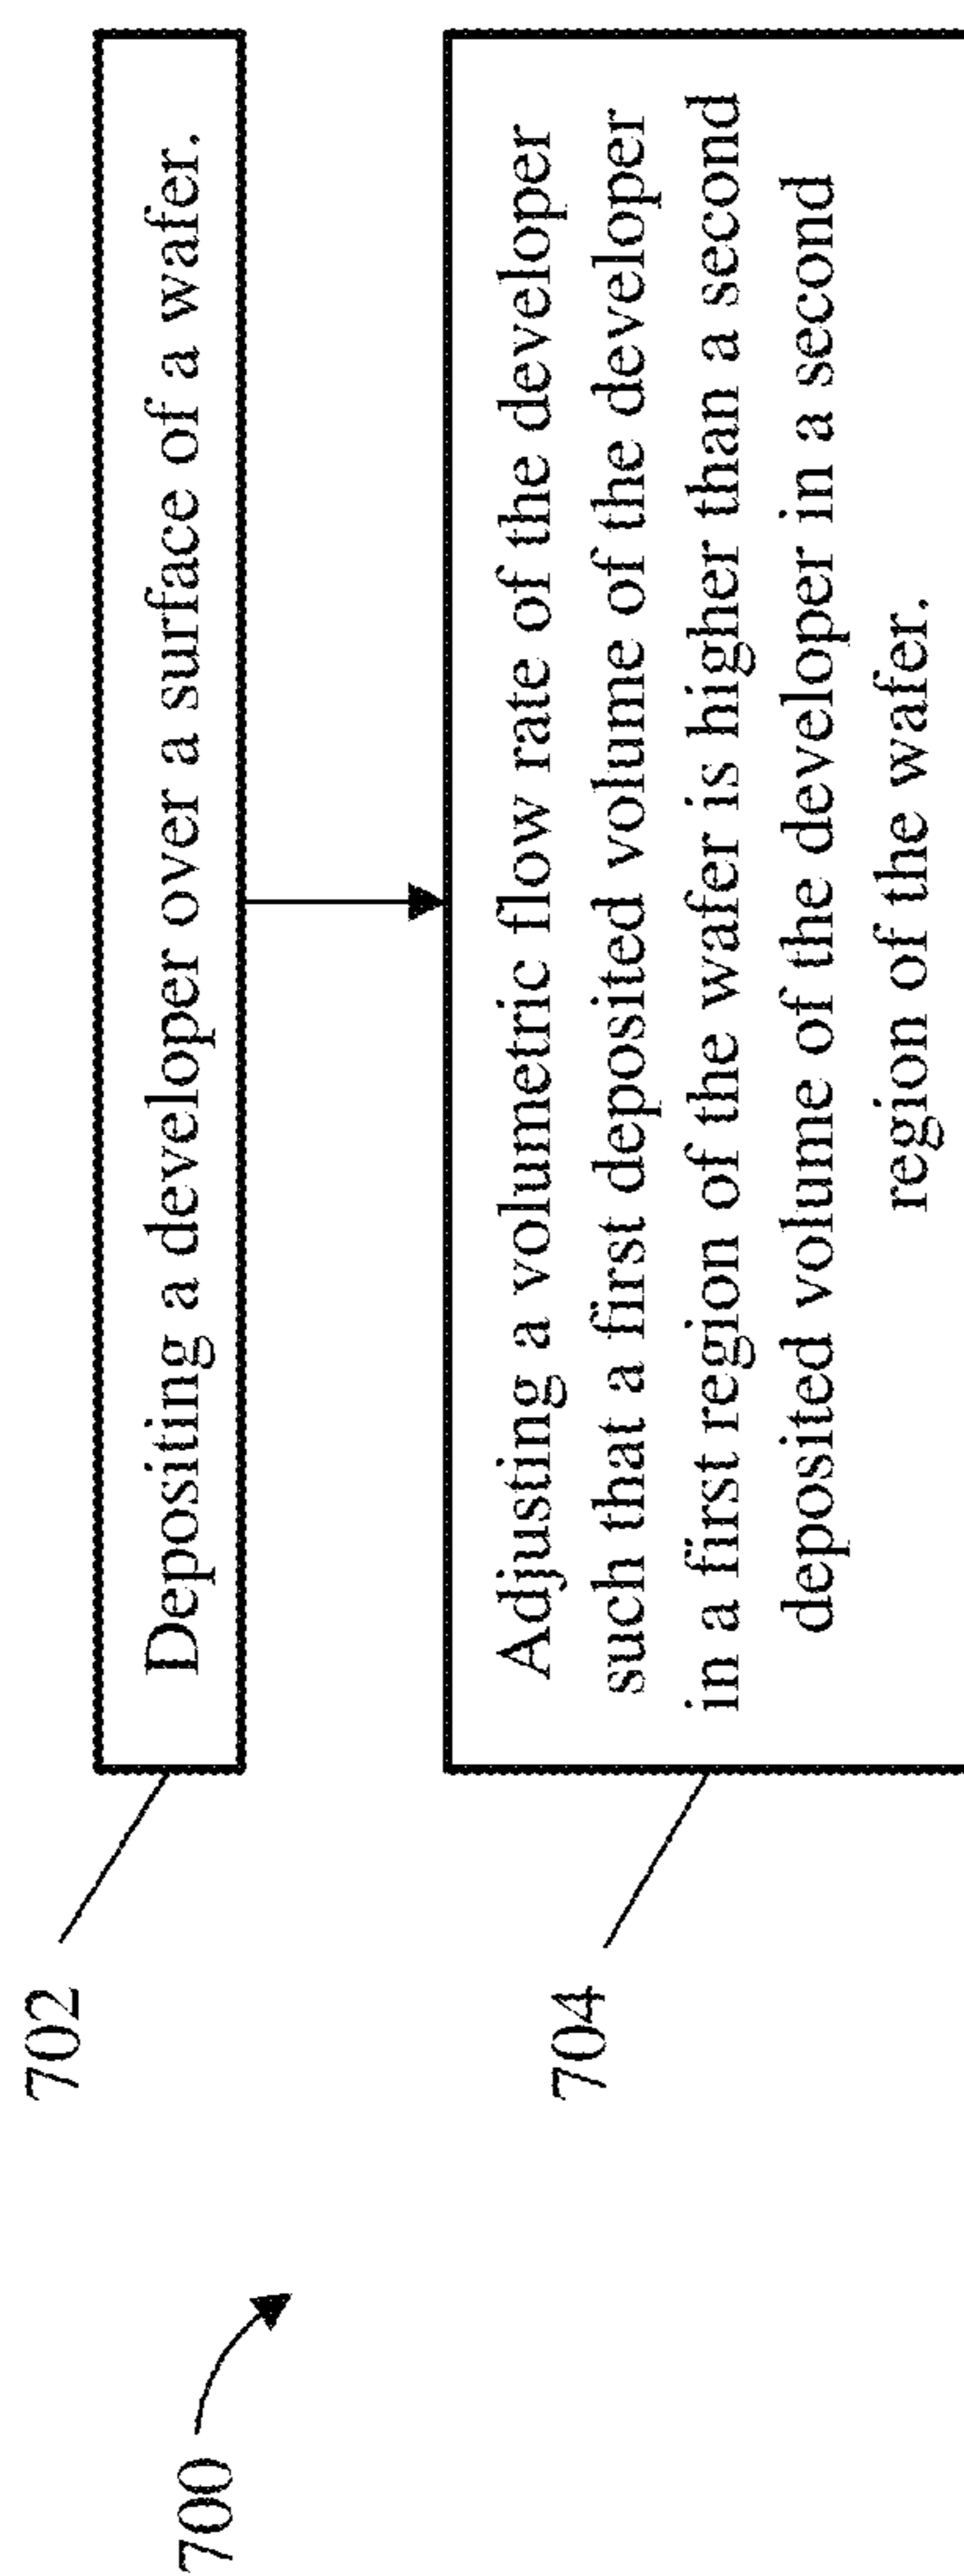 700
702
Depositing a developer over a surface of a wafer.
704
Adjusting a volumetric flow rate of the developer
such that a first deposited volume of the developer
in a first region of the wafer is higher than a second
deposited volume of the developer in a second
region of the wafer.